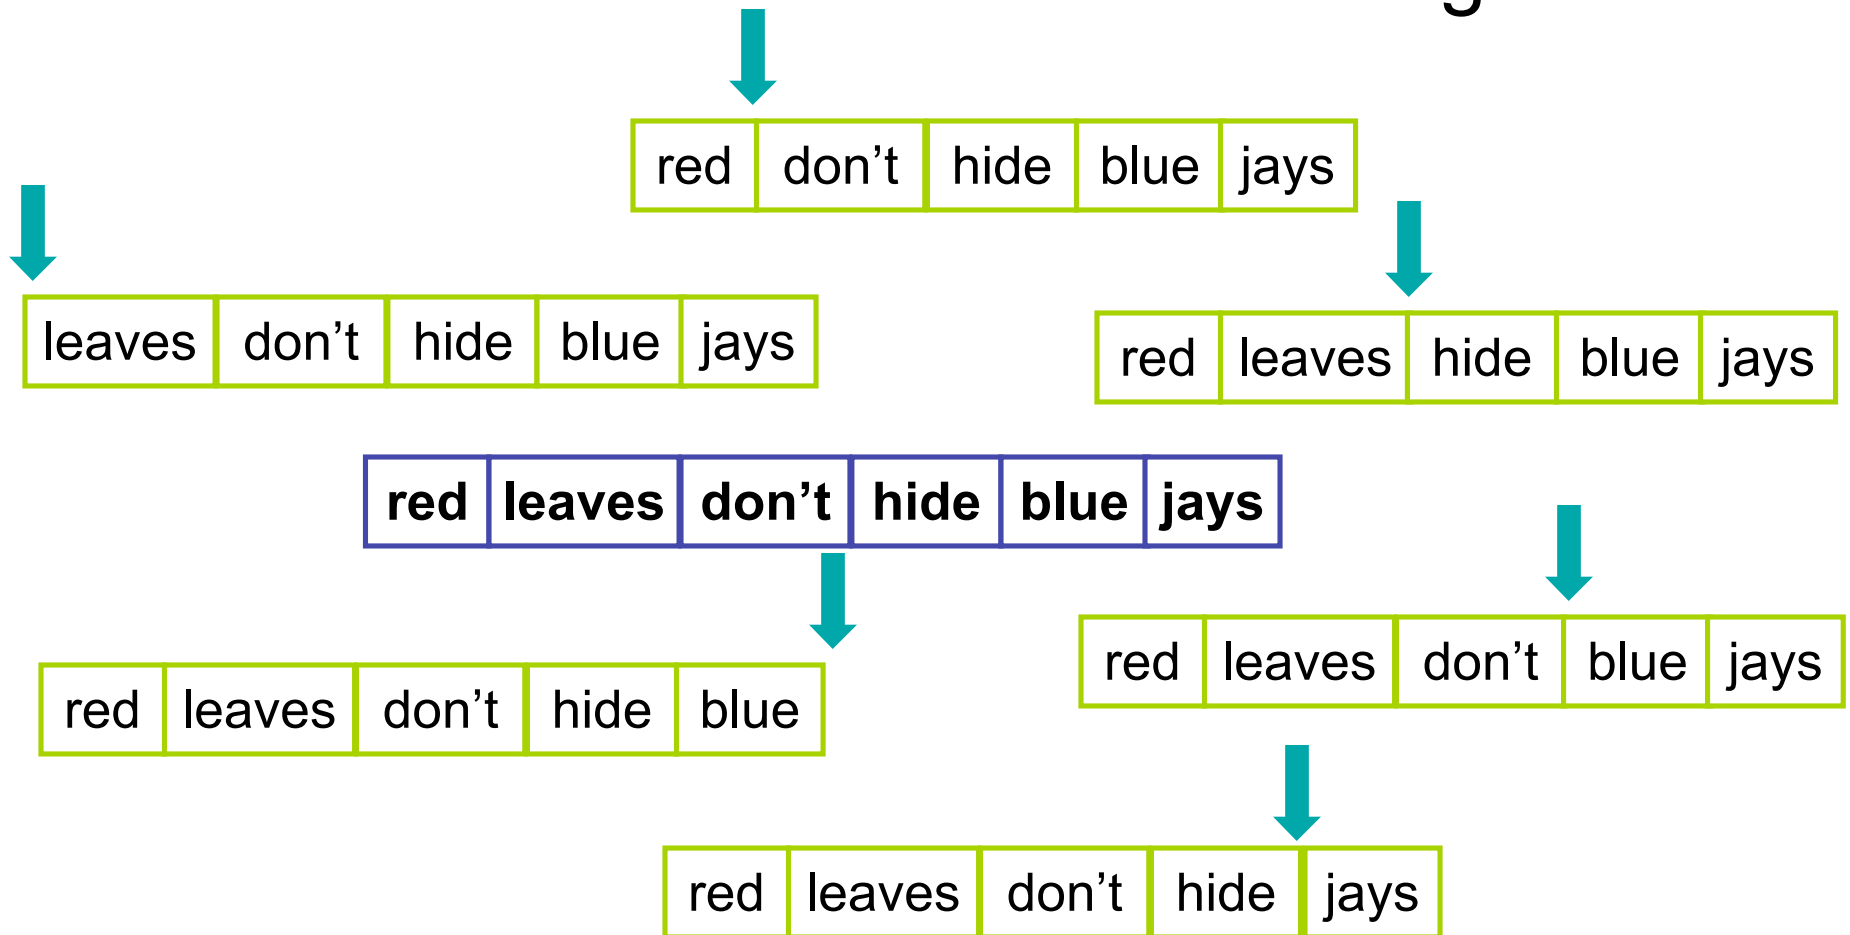 red don’t hide blue jays
leaves don’t hide blue jays
red leaves hide blue jays
red leaves don’t hide blue jays
red leaves don’t blue jays
red leaves don’t hide blue
red leaves don’t hide jays